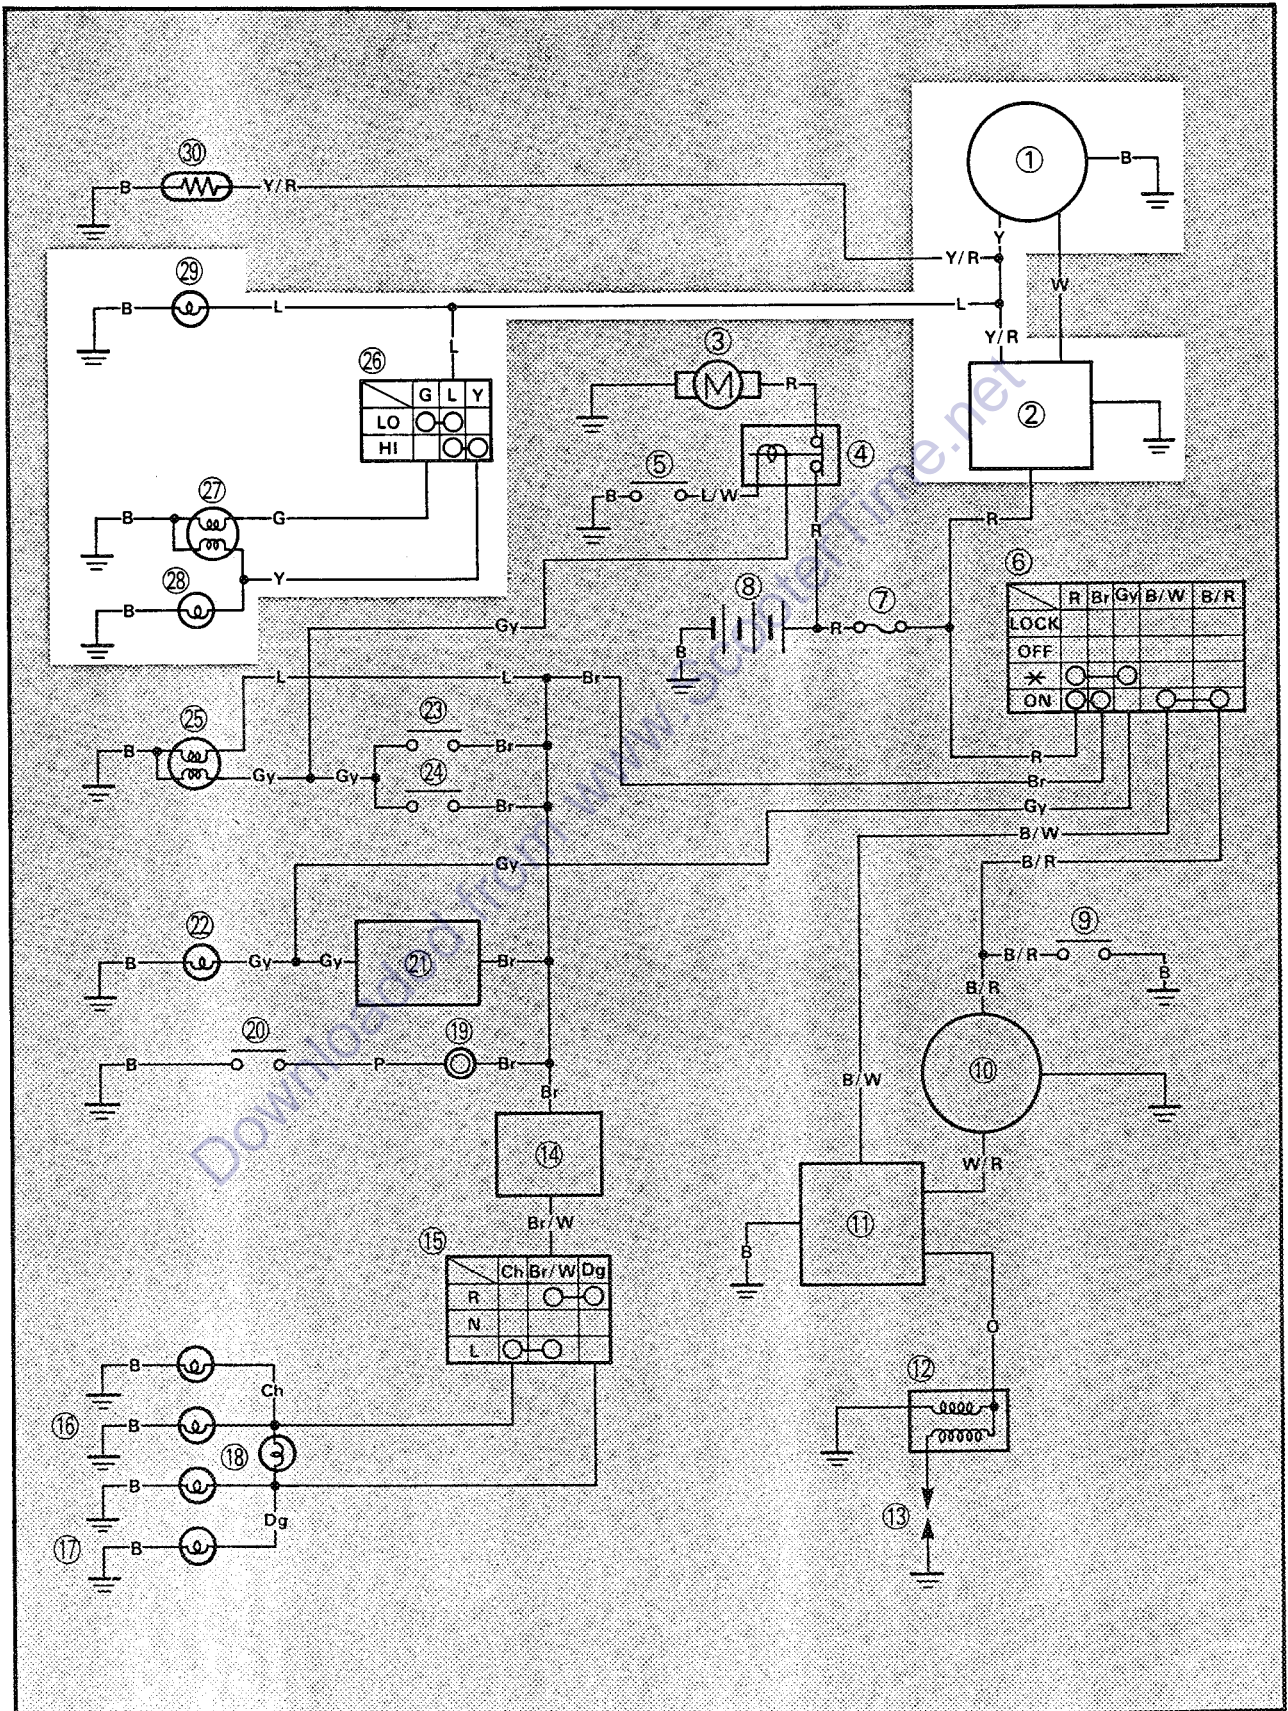 30
1
B
B
Y/R
Y
29
Y/R
W
B
L
L
L
Y/R
3
26
G L Y
R
2
LO
HI
4
5
B
L/W
27
R
R
B
G
6
8
7
28
Y
R Br Gy B/W B/R
LOCK
OFF
ON
B
Gy
R
B
L
L
Br
25
23
B
Br
R
Gy
Gy
24
Br
Br
Gy
B/W
Gy
B/R
22
9
B
Gy
Gy
21
Br
B/R
B
B/R
20
19
B
P
Br
10
Br
B/W
14
W/R
Br/W
11
15
B
Ch Br/W Dg
R
N
L
O
B
12
Ch
16
B
18
B
13
Dg
17
B
Downloaded from www.ScooterTime.net